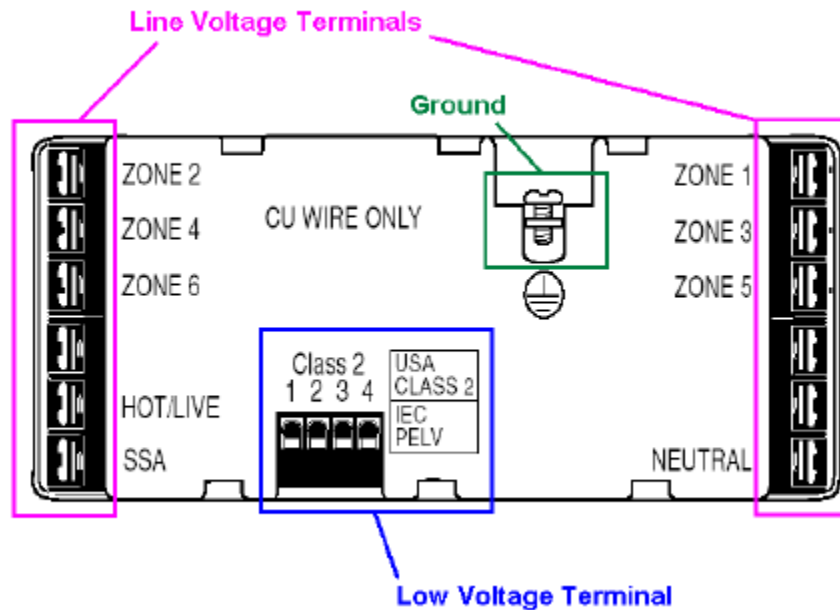 Line Voltage Terminals
Ground
ZONE 2
ZONE 1
CU WIRE ONLY
ZONE 4
ZONE 3
ZONE 6
ZONE 5
Class 2
1 2 3 4
USA
CLASS 2
IEC
PELV
HOT/LIVE
SSA
NEUTRAL
Low Voltage Terminal